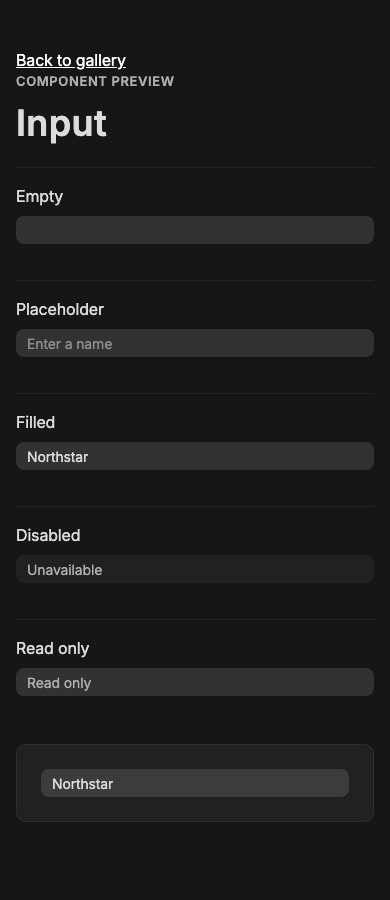 Back to gallery
COMPONENT PREVIEW
Input
Empty
Placeholder
Enter a name
Filled
Northstar
Disabled
Unavailable
Read only
Read only
Northstar